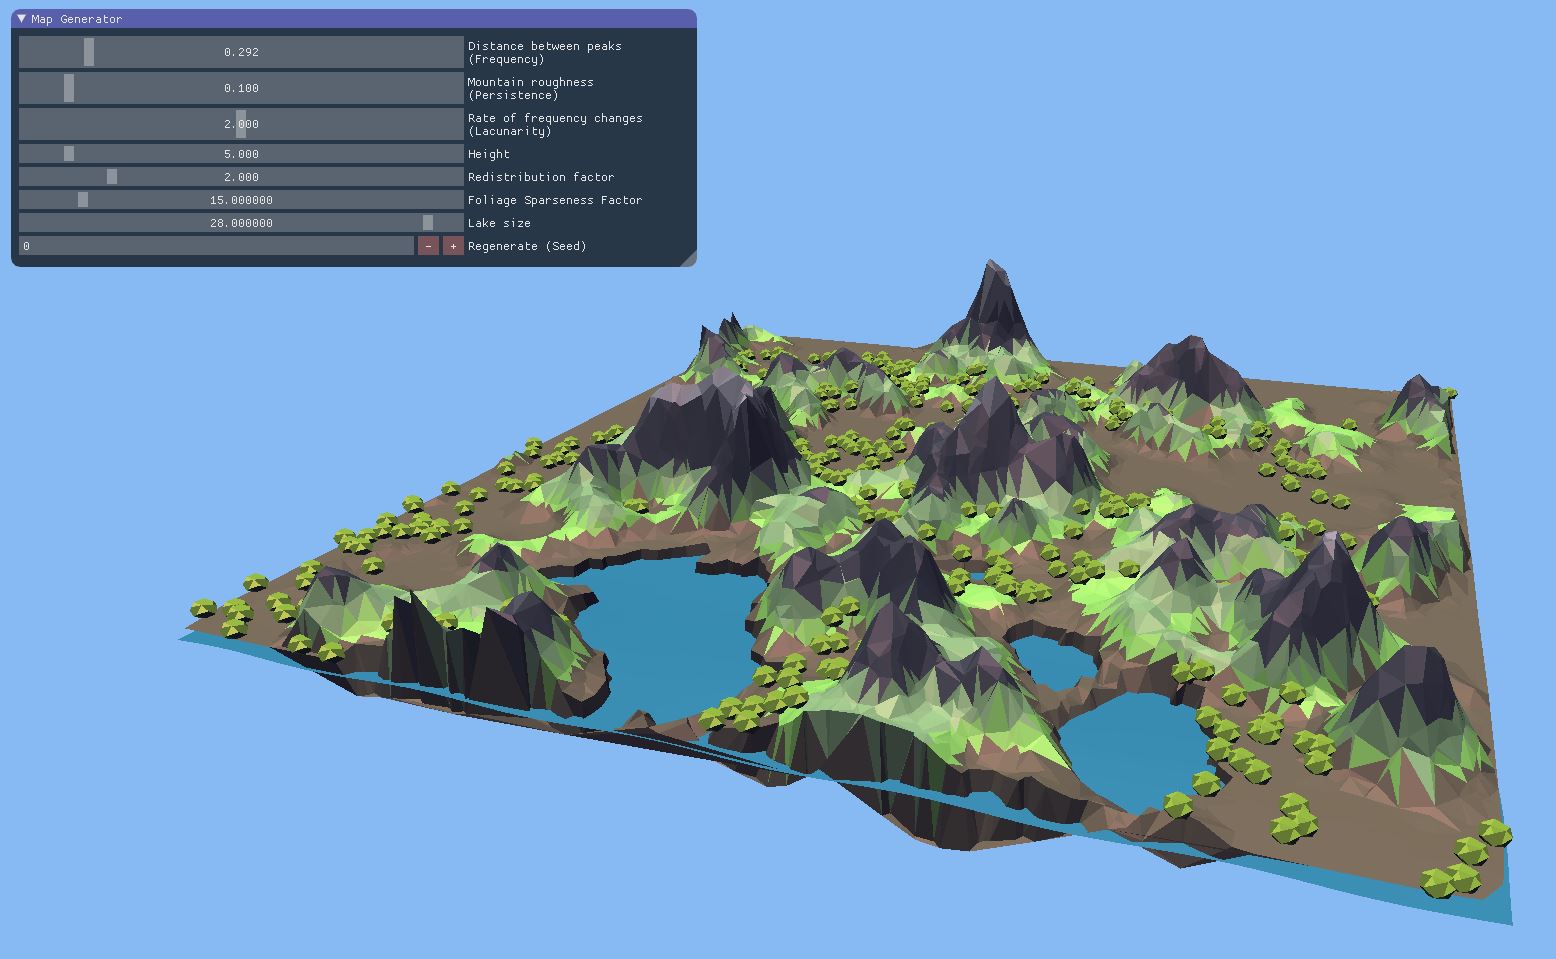 Map Generator
0.292 Distance between peaks
(Frequency)
0.100 Mountain roughness
(Persistence)
2.000 Rate of frequency changes
(Lacunarity)
5.000 Height
2.000 Redistribution factor
15.000000 Foliage Sparseness Factor
28.000000 Lake size
0 - + Regenerate (Seed)